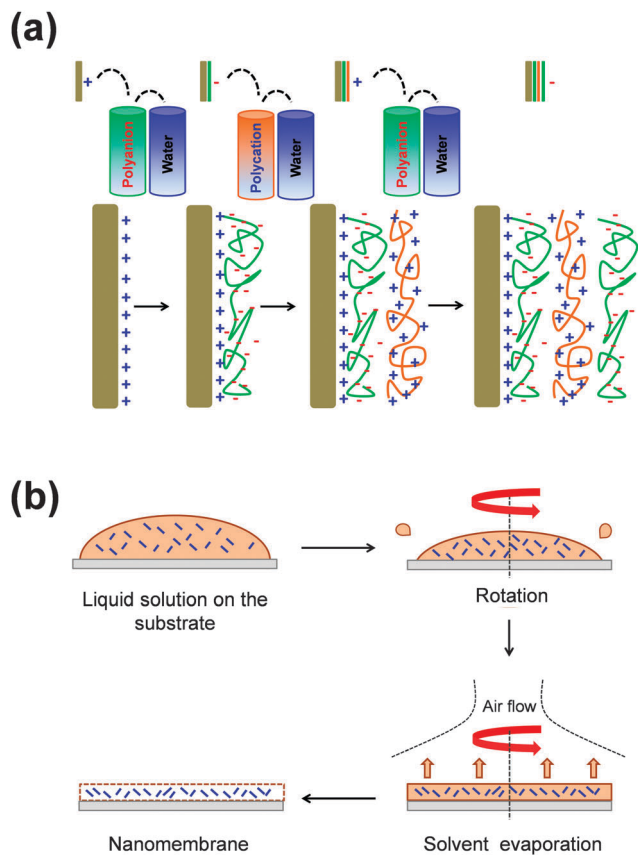 (a)
+
-
+
-
Polyanion
Water
Polycation
Water
Polyanion
Water
(b)
Liquid solution on the
substrate
Rotation
Air flow
Nanomembrane
Solvent evaporation